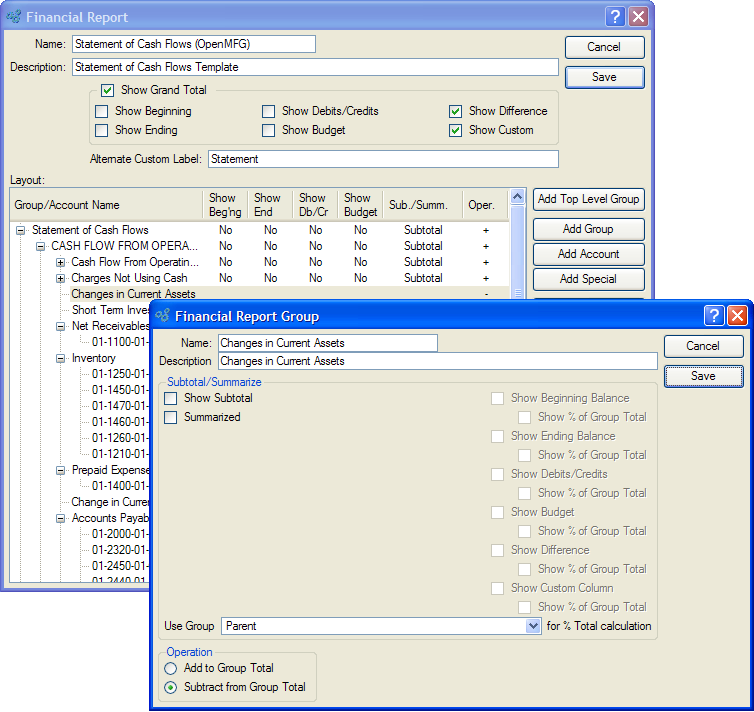 Financial Report
Name: Statement of Cash Flows (OpenMFG)
Cancel
Description: Statement of Cash Flows Template
Save
Show Grand Total
Show Beginning Show Debits/Credits Show Difference
Show Ending Show Budget Show Custom
Alternate Custom Label: Statement
Layout:
Group/Account Name Show Beg'ng Show End Show Db/Cr Show Budget Sub./Summ. Oper.
Add Top Level Group
Statement of Cash Flows No No No No Subtotal +
Add Group
CASH FLOW FROM OPERA... No No No No Subtotal +
Add Account
Cash Flow From Operatin... No No No No Subtotal +
Charges Not Using Cash No No No No Subtotal +
Add Special
Changes in Current Assets -
Short Term Inves
Net Receivables
01-1100-01-
Inventory
01-1250-01-
01-1450-01-
01-1470-01-
01-1460-01-
01-1260-01-
01-1210-01-
Prepaid Expense
01-1400-01-
Change in Curren
Accounts Payab
01-2000-01-
01-2320-01-
01-2450-01-
01-2440-01-
Financial Report Group
Name: Changes in Current Assets
Cancel
Description Changes in Current Assets
Save
Subtotal/Summarize
Show Subtotal
Summarized
Show Beginning Balance
Show % of Group Total
Show Ending Balance
Show % of Group Total
Show Debits/Credits
Show % of Group Total
Show Budget
Show % of Group Total
Show Difference
Show % of Group Total
Show Custom Column
Show % of Group Total
Use Group Parent for % Total calculation
Operation
Add to Group Total
Subtract from Group Total